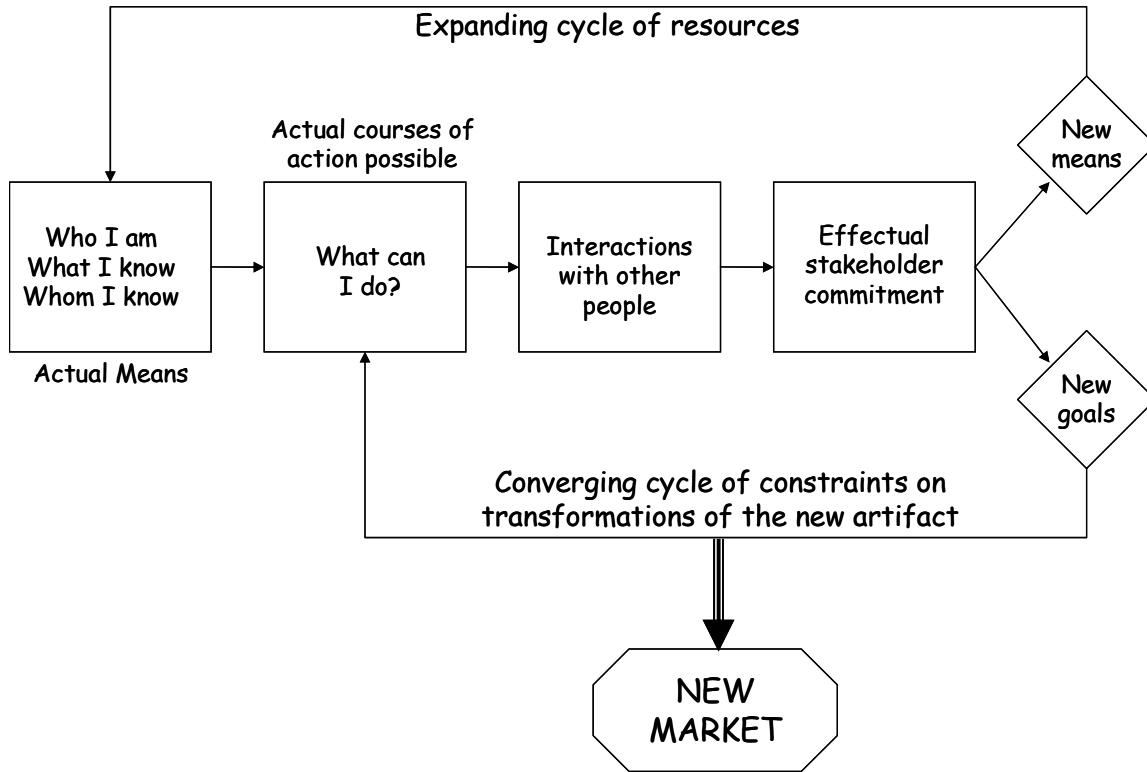 Expanding cycle of resources
Actual courses of
action possible
New
means
Who I am
What I know
Whom I know
What can
I do?
Interactions
with other
people
Effectual
stakeholder
commitment
Actual Means
New
goals
Converging cycle of constraints on
transformations of the new artifact
NEW
MARKET